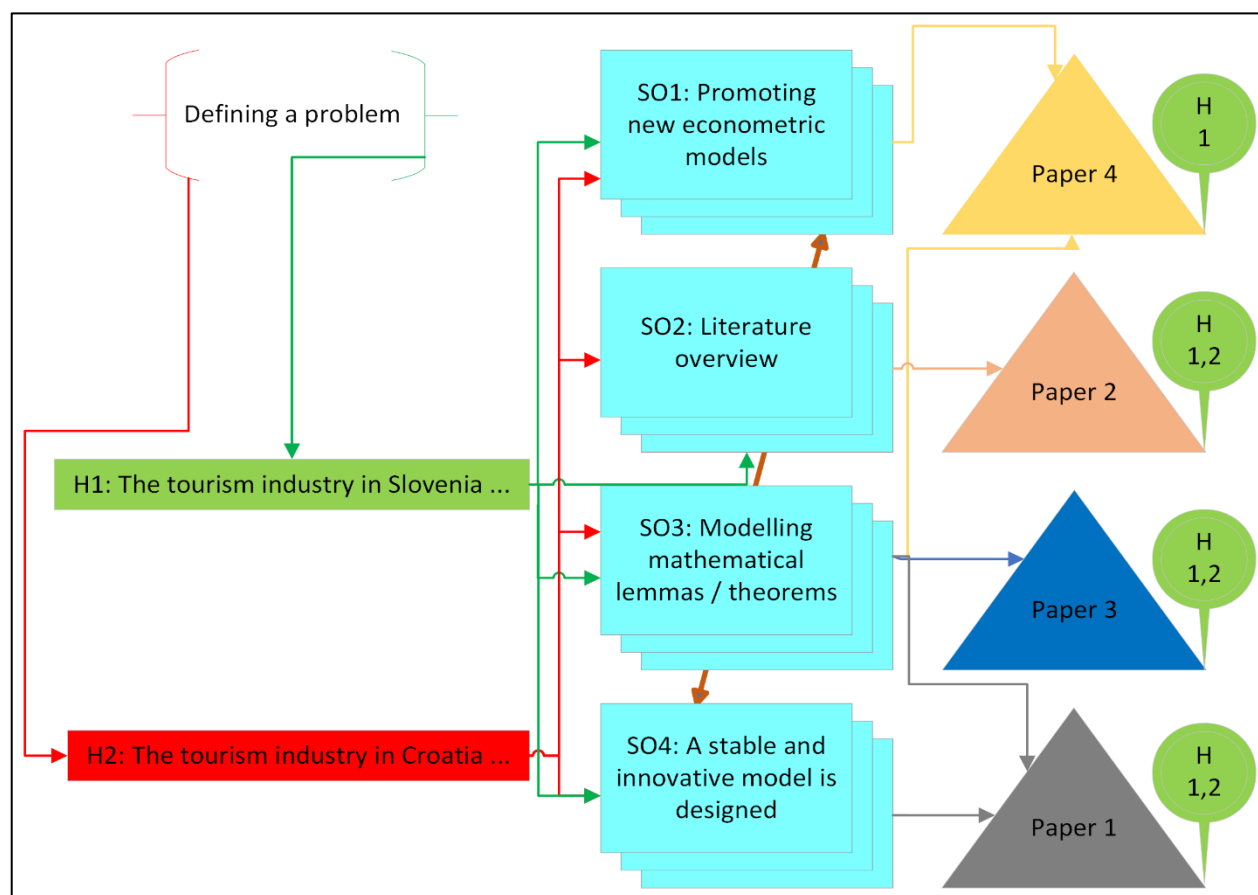 Defining a problem
H1: The tourism industry in Slovenia ...
H2: The tourism industry in Croatia ...
SO1: Promoting
new econometric
models
SO2: Literature
overview
SO3: Modelling
mathematical
lemmas / theorems
SO4: A stable and
innovative model is
designed
Paper 4
H
1
Paper 2
H
1,2
Paper 3
H
1,2
Paper 1
H
1,2